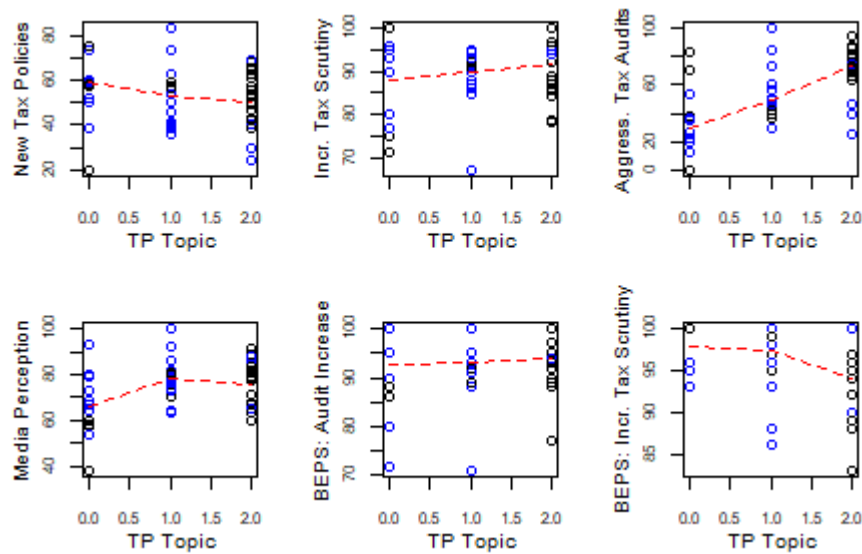 New Tax Policies
80
60
40
20
0.0 0.5 1.0 1.5 2.0
TP Topic
Incr. Tax Scrutiny
100
90
80
70
0.0 0.5 1.0 1.5 2.0
TP Topic
Aggress. Tax Audits
100
60
20
0
0.0 0.5 1.0 1.5 2.0
TP Topic
Media Perception
100
80
60
40
0.0 0.5 1.0 1.5 2.0
TP Topic
BEPS: Audit Increase
100
90
80
70
0.0 0.5 1.0 1.5 2.0
TP Topic
BEPS: Incr. Tax Scrutiny
100
95
90
85
0.0 0.5 1.0 1.5 2.0
TP Topic